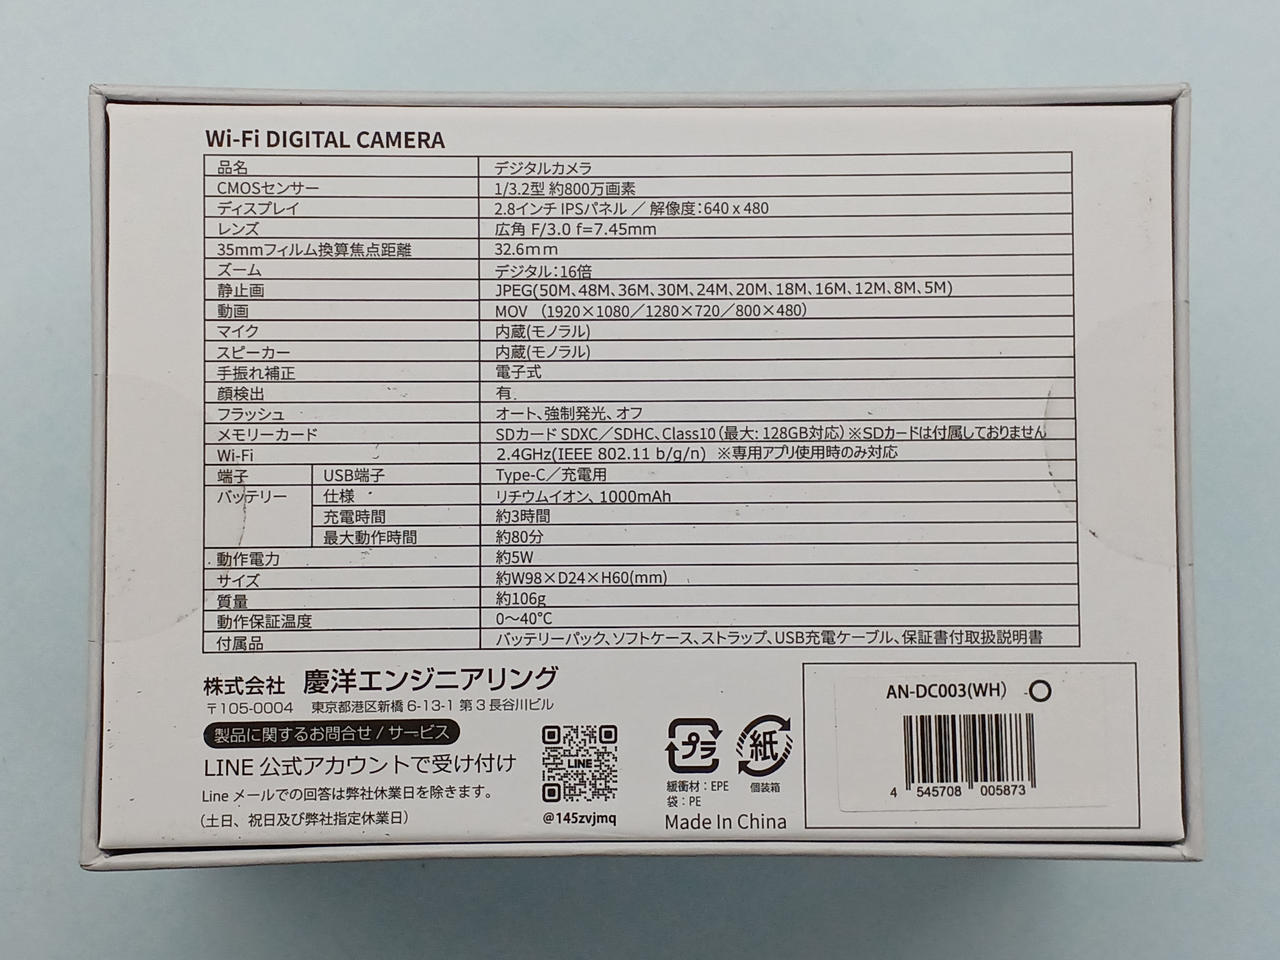 Wi-Fi DIGITAL CAMERA
品名 デジタルカメラ
CMOSセンサー 1/3.2型 約800万画素
ディスプレイ 2.8インチ IPSパネル ／ 解像度：640 x 480
レンズ 広角 F/3.0 f=7.45mm
35mmフィルム換算焦点距離 32.6mm
ズーム デジタル：16倍
静止画 JPEG(50M、48M、36M、30M、24M、20M、18M、16M、12M、8M、5M)
動画 MOV （1920×1080／1280×720／800×480）
マイク 内蔵(モノラル)
スピーカー 内蔵(モノラル)
手振れ補正 電子式
顔検出 有
フラッシュ オート、強制発光、オフ
メモリーカード SDカード SDXC／SDHC、Class10（最大：128GB対応）※SDカードは付属しておりません
Wi-Fi 2.4GHz(IEEE 802.11 b/g/n) ※専用アプリ使用時のみ対応
端子 USB端子 Type-C／充電用
バッテリー 仕様 リチウムイオン、1000mAh
充電時間 約3時間
最大動作時間 約80分
動作電力 約5W
サイズ 約W98×D24×H60(mm)
質量 約106g
動作保証温度 0～40℃
付属品 バッテリーパック、ソフトケース、ストラップ、USB充電ケーブル、保証書付取扱説明書
株式会社 慶洋エンジニアリング
〒105-0004 東京都港区新橋 6-13-1 第３長谷川ビル
製品に関するお問合せ / サービス
LINE 公式アカウントで受け付け
Line メールでの回答は弊社休業日を除きます。
（土日、祝日及び弊社指定休業日）
LINE
@145zvjmq
プラ
緩衝材：EPE
袋：PE
紙
個装箱
Made In China
AN-DC003(WH)
4 545708 005873